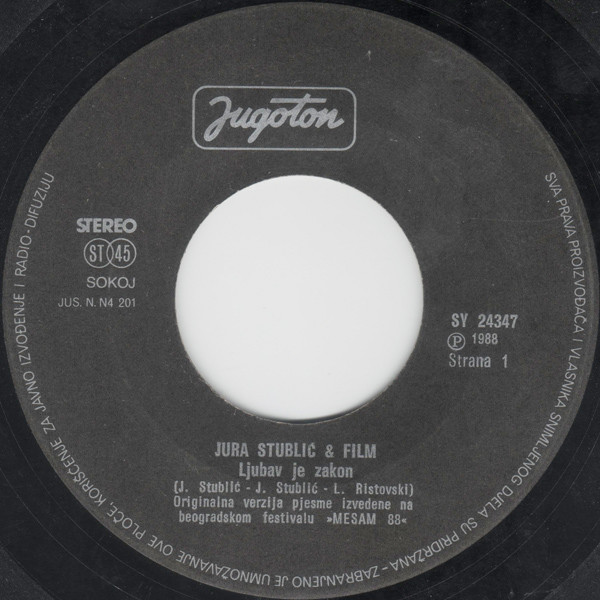 Jugoton
STEREO
ST 45
SOKOJ
JUS. N. N4 201
SY 24347
Ⓟ 1988
Strana 1
JURA STUBLIĆ & FILM
Ljubav je zakon
(J. Stublić - J. Stublić - L. Ristovski)
Originalna verzija pjesme izvedene na
beogradskom festivalu »MESAM 88«
SVA PRAVA PROIZVOĐAČA I VLASNIKA SNIMLJENOG DJELA SU PRIDRŽANA - ZABRANJENO JE UMNOŽAVANJE OVE PLOČE, KORIŠĆENJE ZA JAVNO IZVOĐENJE I RADIO-DIFUZIJU